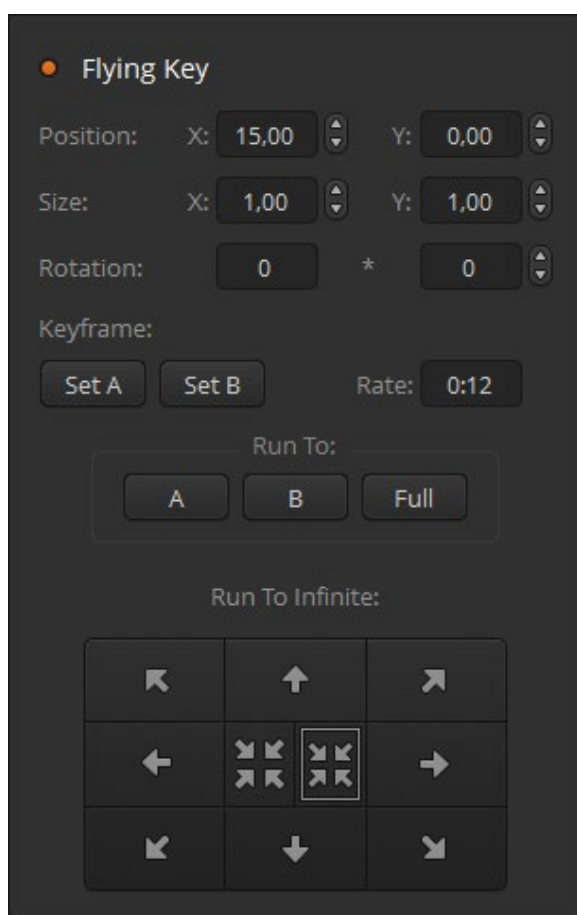 Flying Key
Position: X: 15,00 Y: 0,00
Size: X: 1,00 Y: 1,00
Rotation: 0 * 0
Keyframe:
Set A Set B Rate: 0:12
Run To:
A B Full
Run To Infinite: